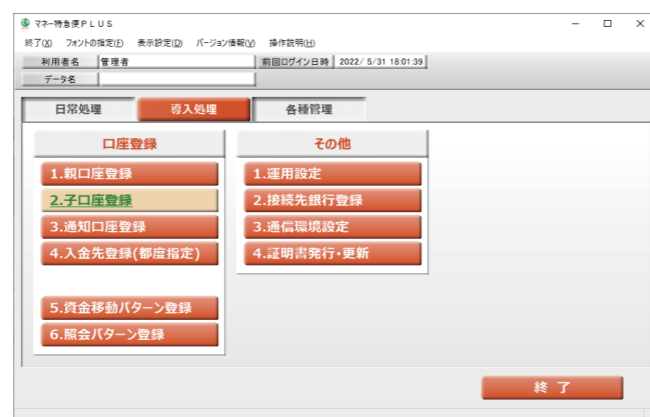 マネー特急便PLUS
終了(X) フォントの指定(F) 表示設定(D) バージョン情報(V) 操作説明(H)
利用者名 管理者 前回ログイン日時 2022/ 5/31 18:01:39
データ名
日常処理 導入処理 各種管理
口座登録 その他
1.親口座登録 1.運用設定
2.子口座登録 2.接続先銀行登録
3.通知口座登録 3.通信環境設定
4.入金先登録(都度指定) 4.証明書発行・更新
5.資金移動パターン登録
6.照会パターン登録
終 了